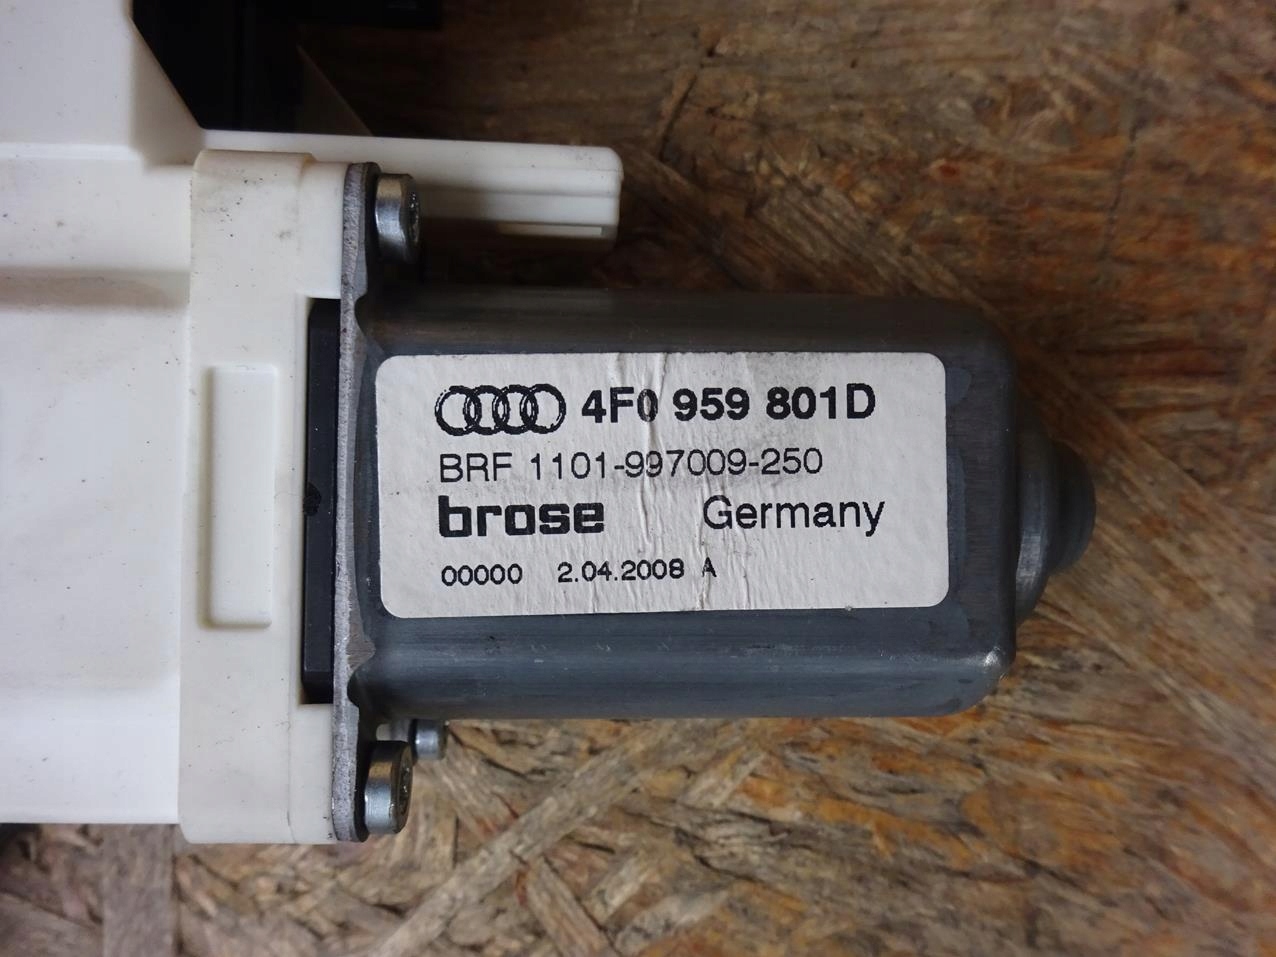 4F0 959 801D
BRF 1101-997009-250
brose Germany
00000 2.04.2008 A